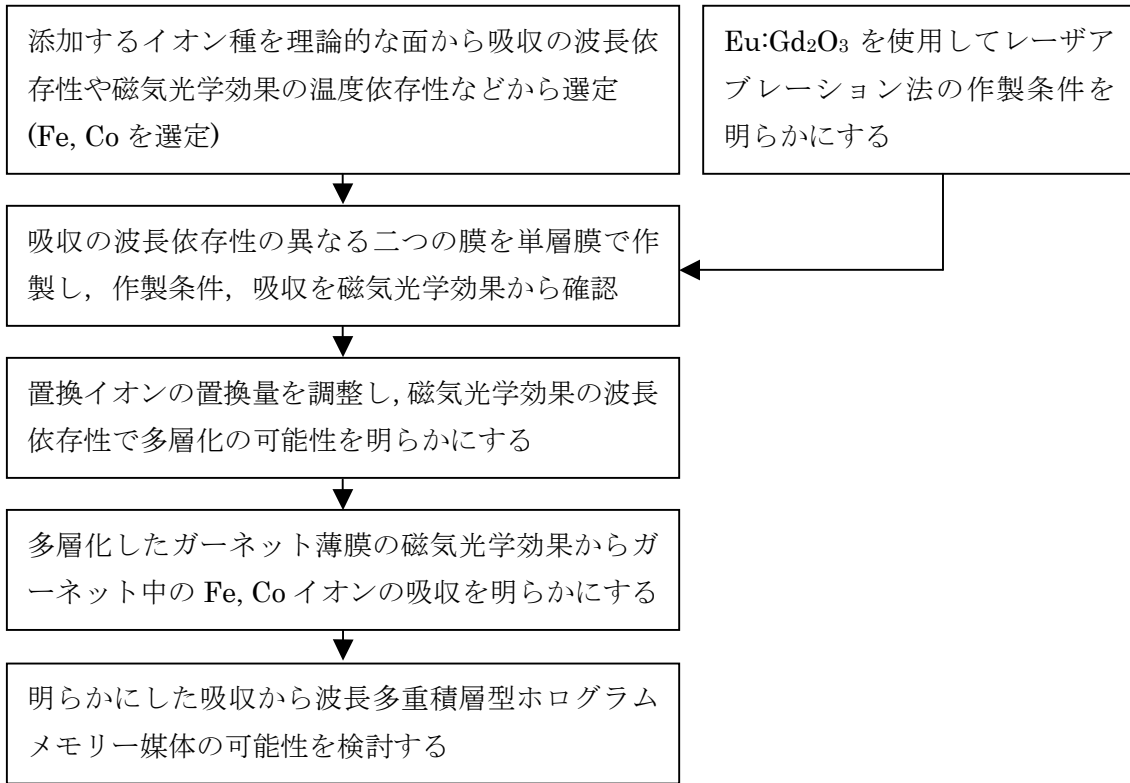 添加するイオン種を理論的な面から吸収の波長依
存性や磁気光学効果の温度依存性などから選定
(Fe, Co を選定)
Eu:Gd₂O₃ を使用してレーザア
ブレーション法の作製条件を
明らかにする
吸収の波長依存性の異なる二つの膜を単層膜で作
製し，作製条件，吸収を磁気光学効果から確認
置換イオンの置換量を調整し,磁気光学効果の波長
依存性で多層化の可能性を明らかにする
多層化したガーネット薄膜の磁気光学効果からガ
ーネット中の Fe, Co イオンの吸収を明らかにする
明らかにした吸収から波長多重積層型ホログラム
メモリー媒体の可能性を検討する